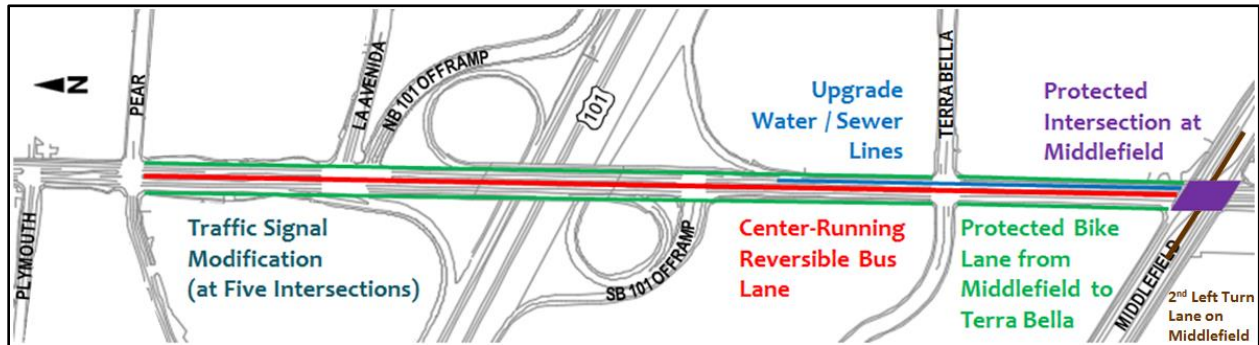 N
PLYMOUTH
PEAR
LA AVENIDA
NB 101 OFFRAMP
101
Upgrade
Water / Sewer
Lines
TERRA BELLA
Protected
Intersection at
Middlefield
Traffic Signal
Modification
(at Five Intersections)
SB 101 OFFRAMP
Center-Running
Reversible Bus
Lane
Protected Bike
Lane from
Middlefield to
Terra Bella
MIDDLEFIELD
2nd Left Turn
Lane on
Middlefield